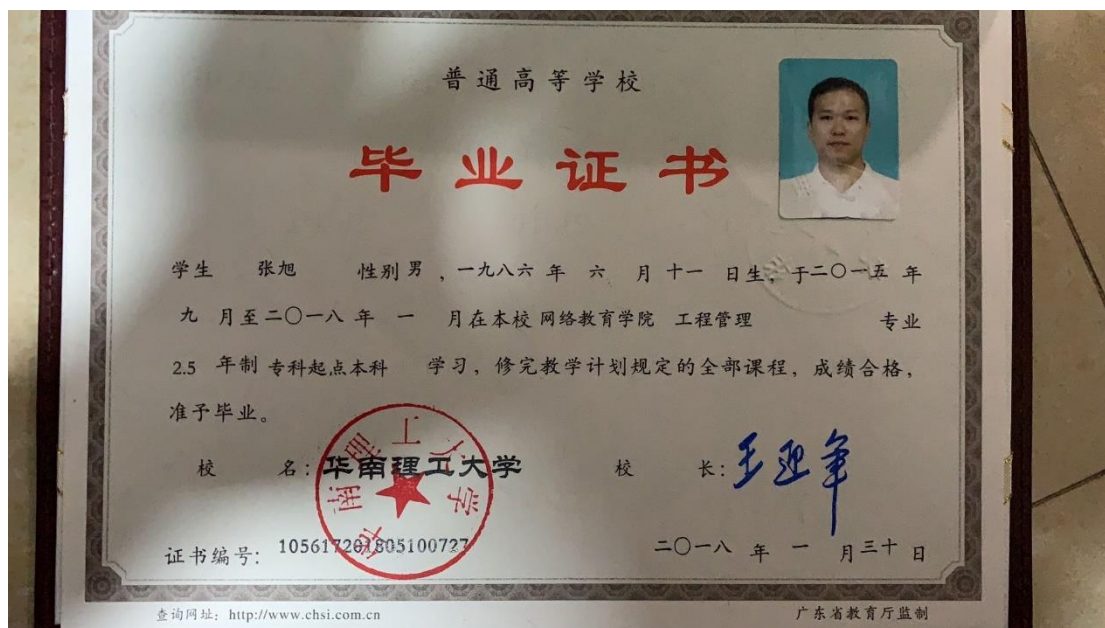 普通高等学校
毕业证书
学生 张旭 性别 男 , 一九八六 年 六 月 十一 日生, 于二〇一五 年
九 月至二〇一八 年 一 月在本校 网络教育学院 工程管理 专业
2.5 年制 专科起点本科 学习, 修完教学计划规定的全部课程, 成绩合格,
准予毕业。
校 名: 华南理工大学 校 长: 王迎军
华南理工大学
证书编号: 105617201805100727 二〇一八 年 一 月 三十 日
查询网址: http://www.chsi.com.cn 广东省教育厅监制